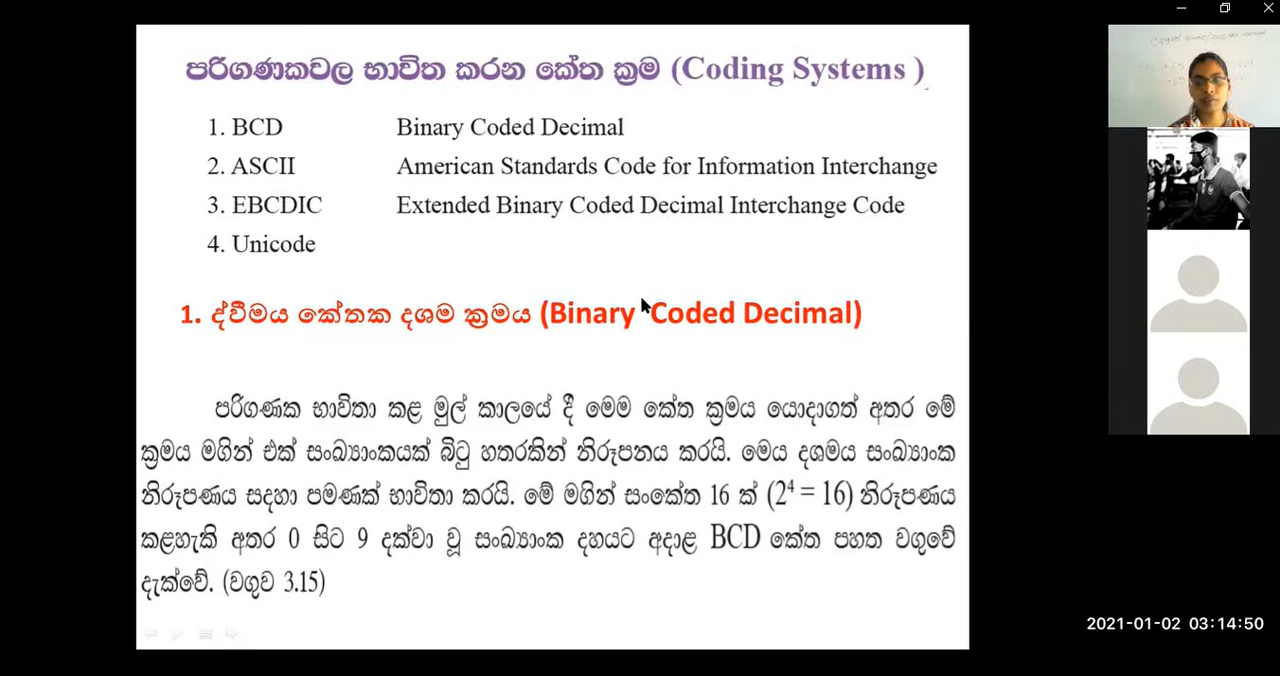 පරිගණකවල භාවිත කරන කේත ක්‍රම (Coding Systems )
1. BCD Binary Coded Decimal
2. ASCII American Standards Code for Information Interchange
3. EBCDIC Extended Binary Coded Decimal Interchange Code
4. Unicode
1. ද්වීමය කේතක දශම ක්‍රමය (Binary Coded Decimal)
පරිගණක භාවිතා කළ මුල් කාලයේ දී මෙම කේත ක්‍රමය යොදාගත් අතර මේ
ක්‍රමය මගින් එක් සංඛ්‍යාංකයක් බිටු හතරකින් නිරූපනය කරයි. මෙය දශමය සංඛ්‍යාංක
නිරූපණය සදහා පමණක් භාවිතා කරයි. මේ මගින් සංකේත 16 ක් (2⁴ = 16) නිරූපණය
කළහැකි අතර 0 සිට 9 දක්වා වූ සංඛ්‍යාංක දහයට අදාළ BCD කේත පහත වගුවේ
දැක්වේ. (වගුව 3.15)
2021-01-02 03:14:50